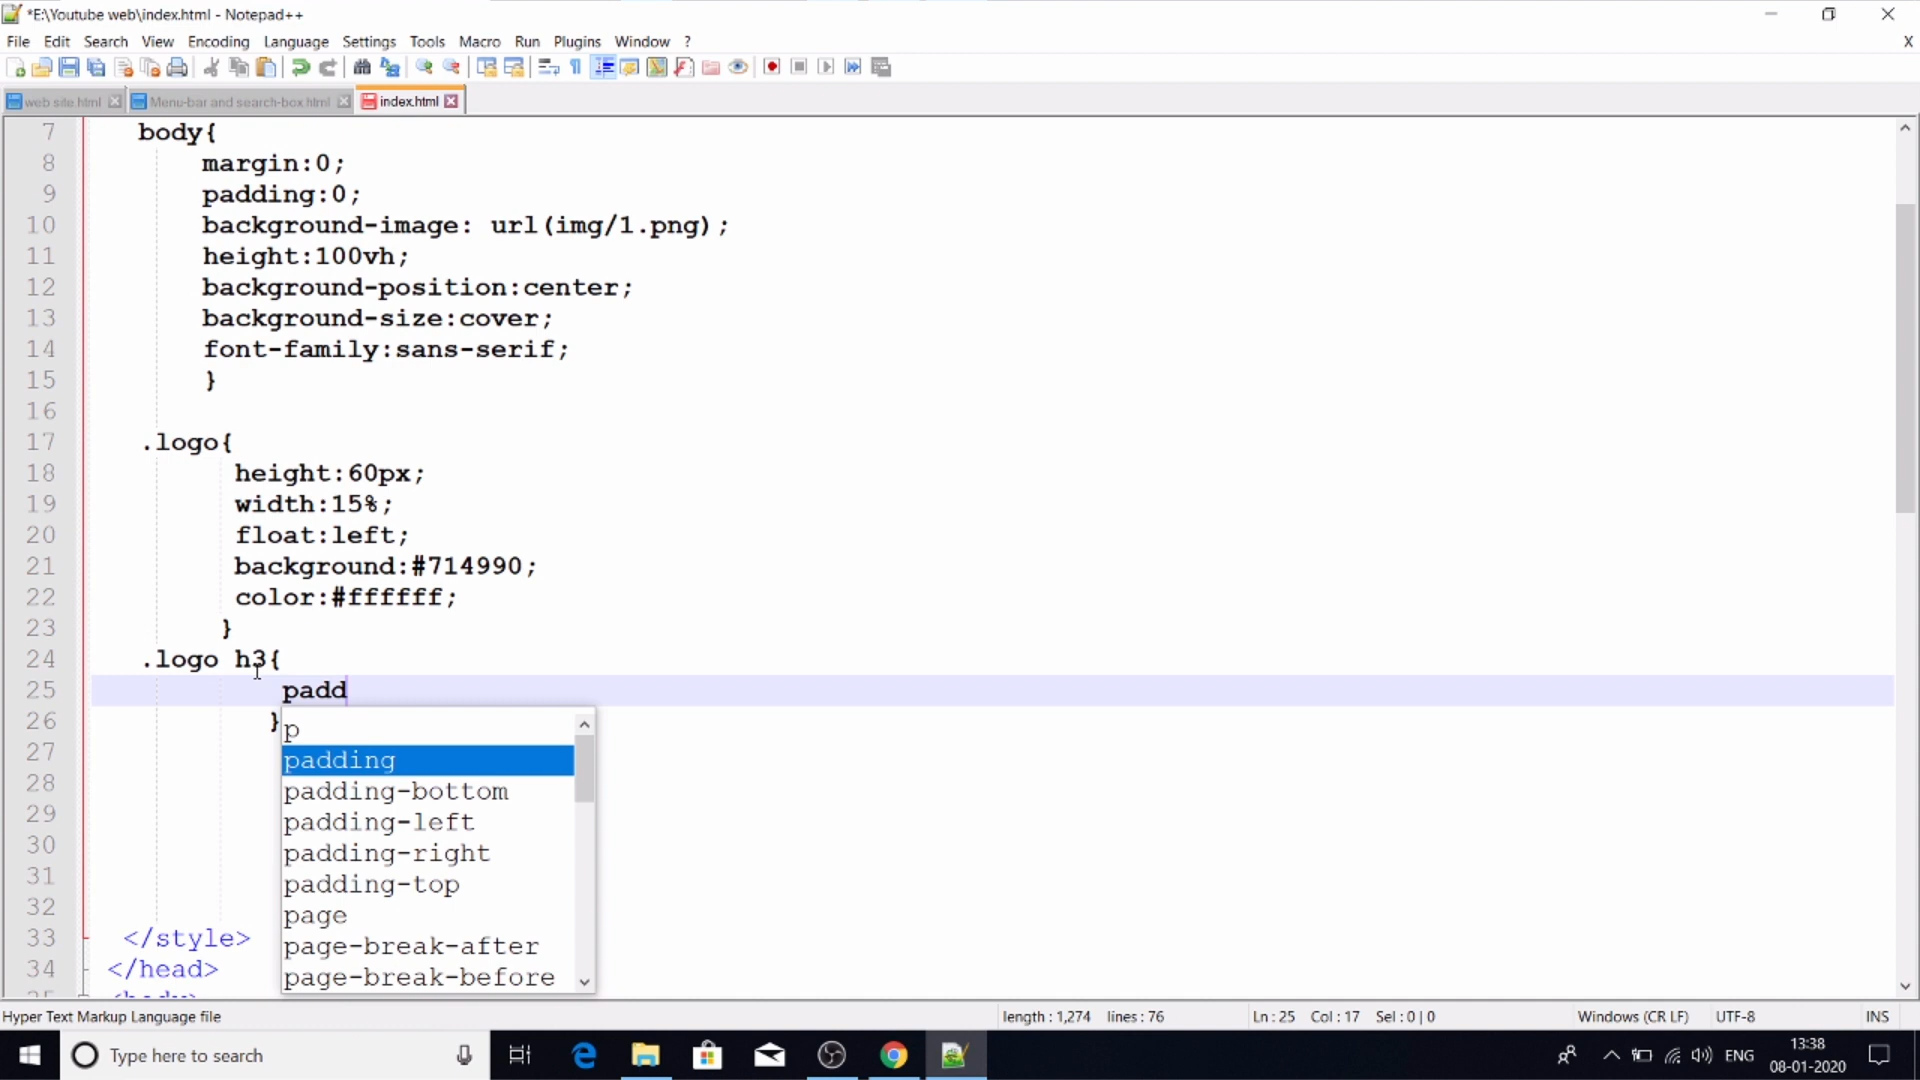 *E:\Youtube web\index.html - Notepad++
File Edit Search View Encoding Language Settings Tools Macro Run Plugins Window ? X
web site.html Menu-bar and search-box.html index.html
7 body{
8 margin:0;
9 padding:0;
10 background-image: url(img/1.png);
11 height:100vh;
12 background-position:center;
13 background-size:cover;
14 font-family:sans-serif;
15 }
16
17 .logo{
18 height:60px;
19 width:15%;
20 float:left;
21 background:#714990;
22 color:#ffffff;
23 }
24 .logo h3{
25 padd
26 }
27
28
29
30
31
32
33 </style>
34 </head>
p
padding
padding-bottom
padding-left
padding-right
padding-top
page
page-break-after
page-break-before
Hyper Text Markup Language file length : 1,274 lines : 76 Ln : 25 Col : 17 Sel : 0 | 0 Windows (CR LF) UTF-8 INS
Type here to search ENG 13:38
08-01-2020